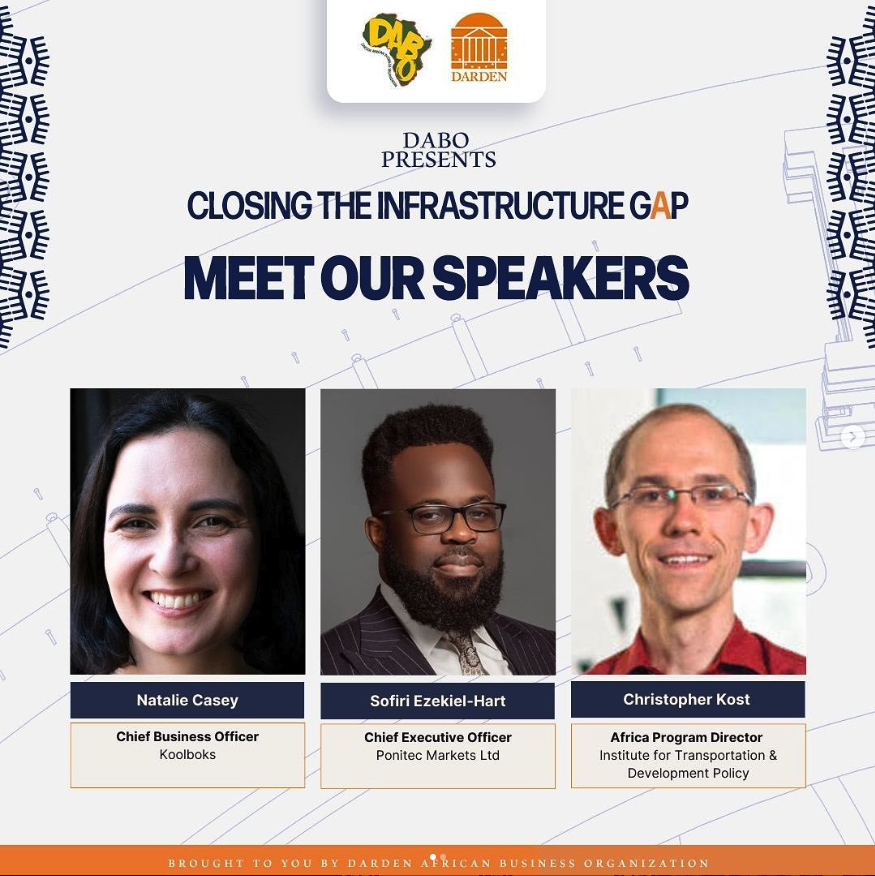 DABO
DARDEN
DABO
PRESENTS
CLOSING THE INFRASTRUCTURE GAP
MEET OUR SPEAKERS
Natalie Casey
Sofiri Ezekiel-Hart
Christopher Kost
Chief Business Officer
Koolboks
Chief Executive Officer
Ponitec Markets Ltd
Africa Program Director
Institute for Transportation &
Development Policy
BROUGHT TO YOU BY DARDEN AFRICAN BUSINESS ORGANIZATION